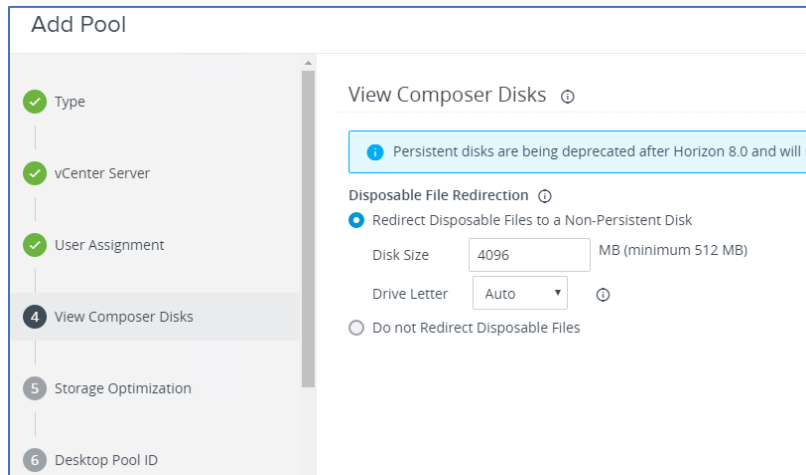 Add Pool
Type
vCenter Server
User Assignment
4 View Composer Disks
5 Storage Optimization
6 Desktop Pool ID
View Composer Disks
Persistent disks are being deprecated after Horizon 8.0 and will
Disposable File Redirection
Redirect Disposable Files to a Non-Persistent Disk
Disk Size 4096 MB (minimum 512 MB)
Drive Letter Auto
Do not Redirect Disposable Files